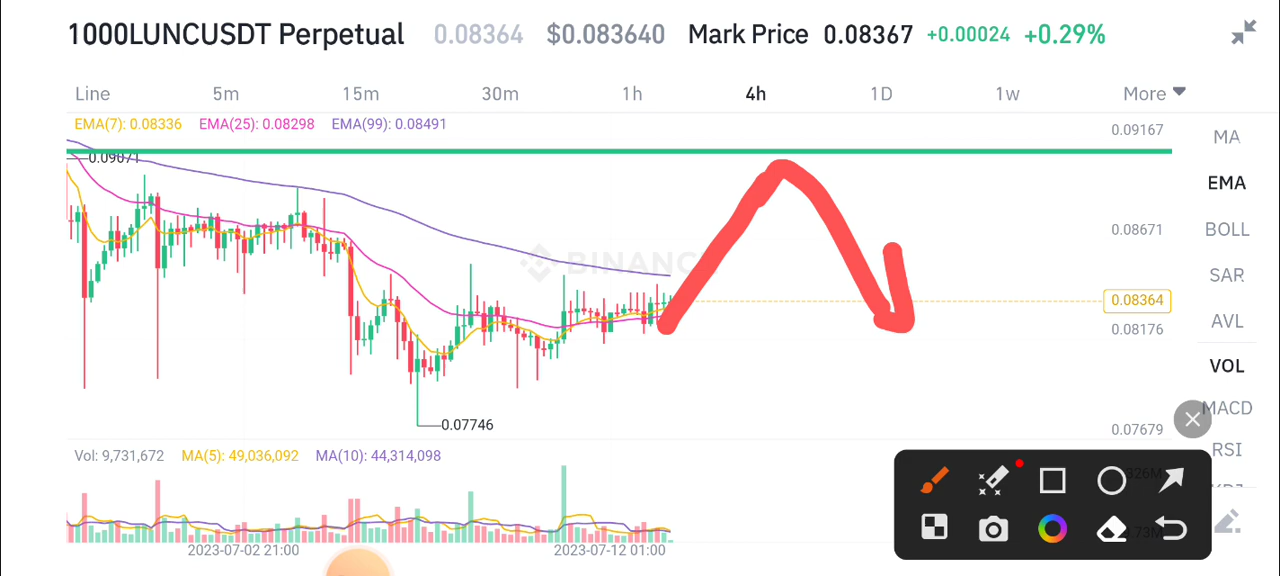 1000LUNCUSDT Perpetual 0.08364 $0.083640 Mark Price 0.08367 +0.00024 +0.29%
Line 5m 15m 30m 1h 4h 1D 1w More
EMA(7): 0.08336 EMA(25): 0.08298 EMA(99): 0.08491
0.09167
MA
0.09071
EMA
0.08671
BOLL
BINANC
SAR
0.08364
AVL
0.08176
VOL
MACD
0.07746
0.07679
RSI
Vol: 9,731,672 MA(5): 49,036,092 MA(10): 44,314,098
2023-07-02 21:00 2023-07-12 01:00